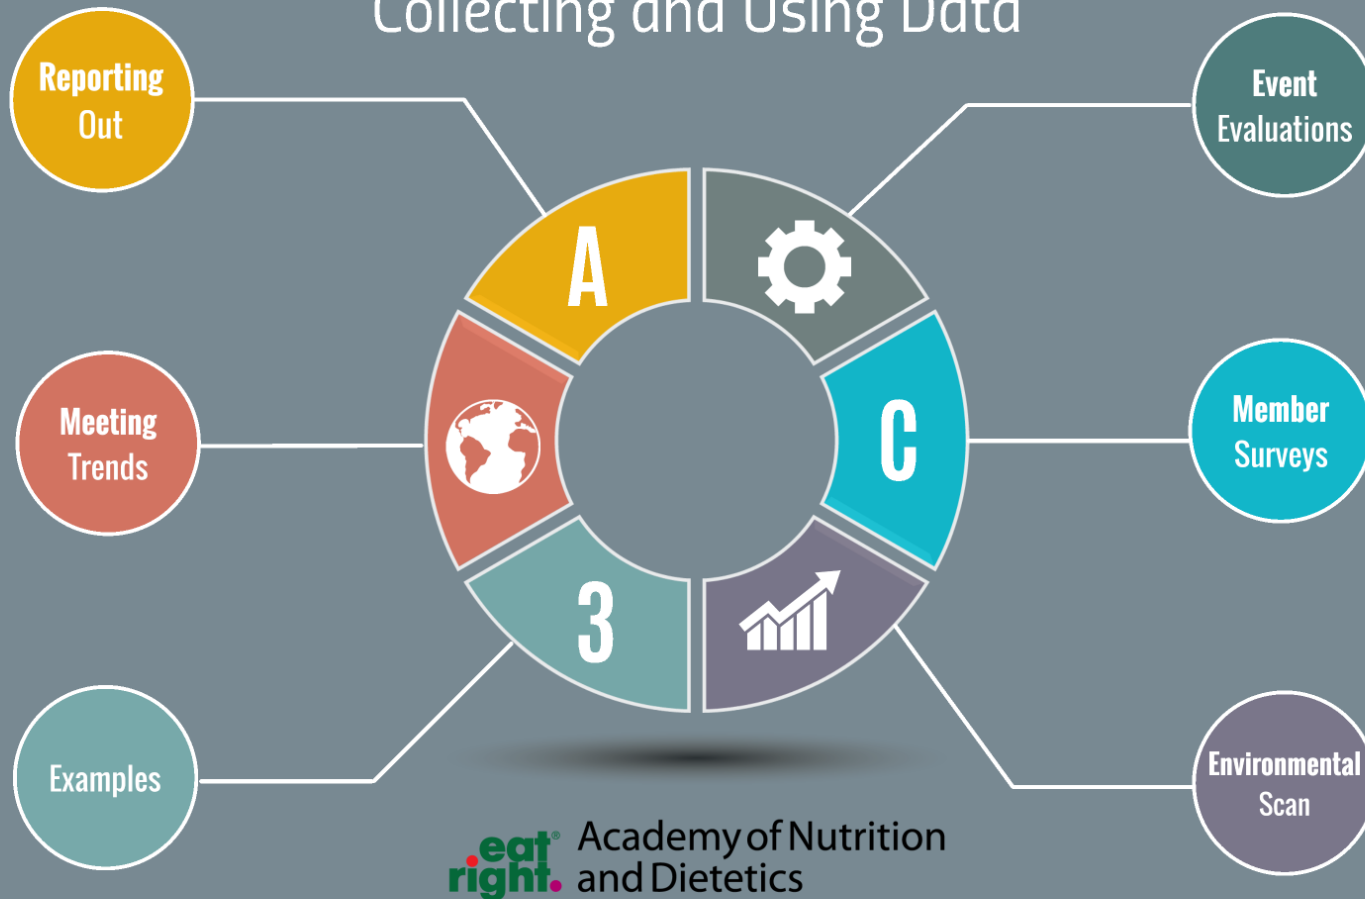 Collecting and Using Data
Reporting
Out
Event
Evaluations
A
Meeting
Trends
C
Member
Surveys
3
Examples
Environmental
Scan
eat®
right.
Academy of Nutrition
and Dietetics